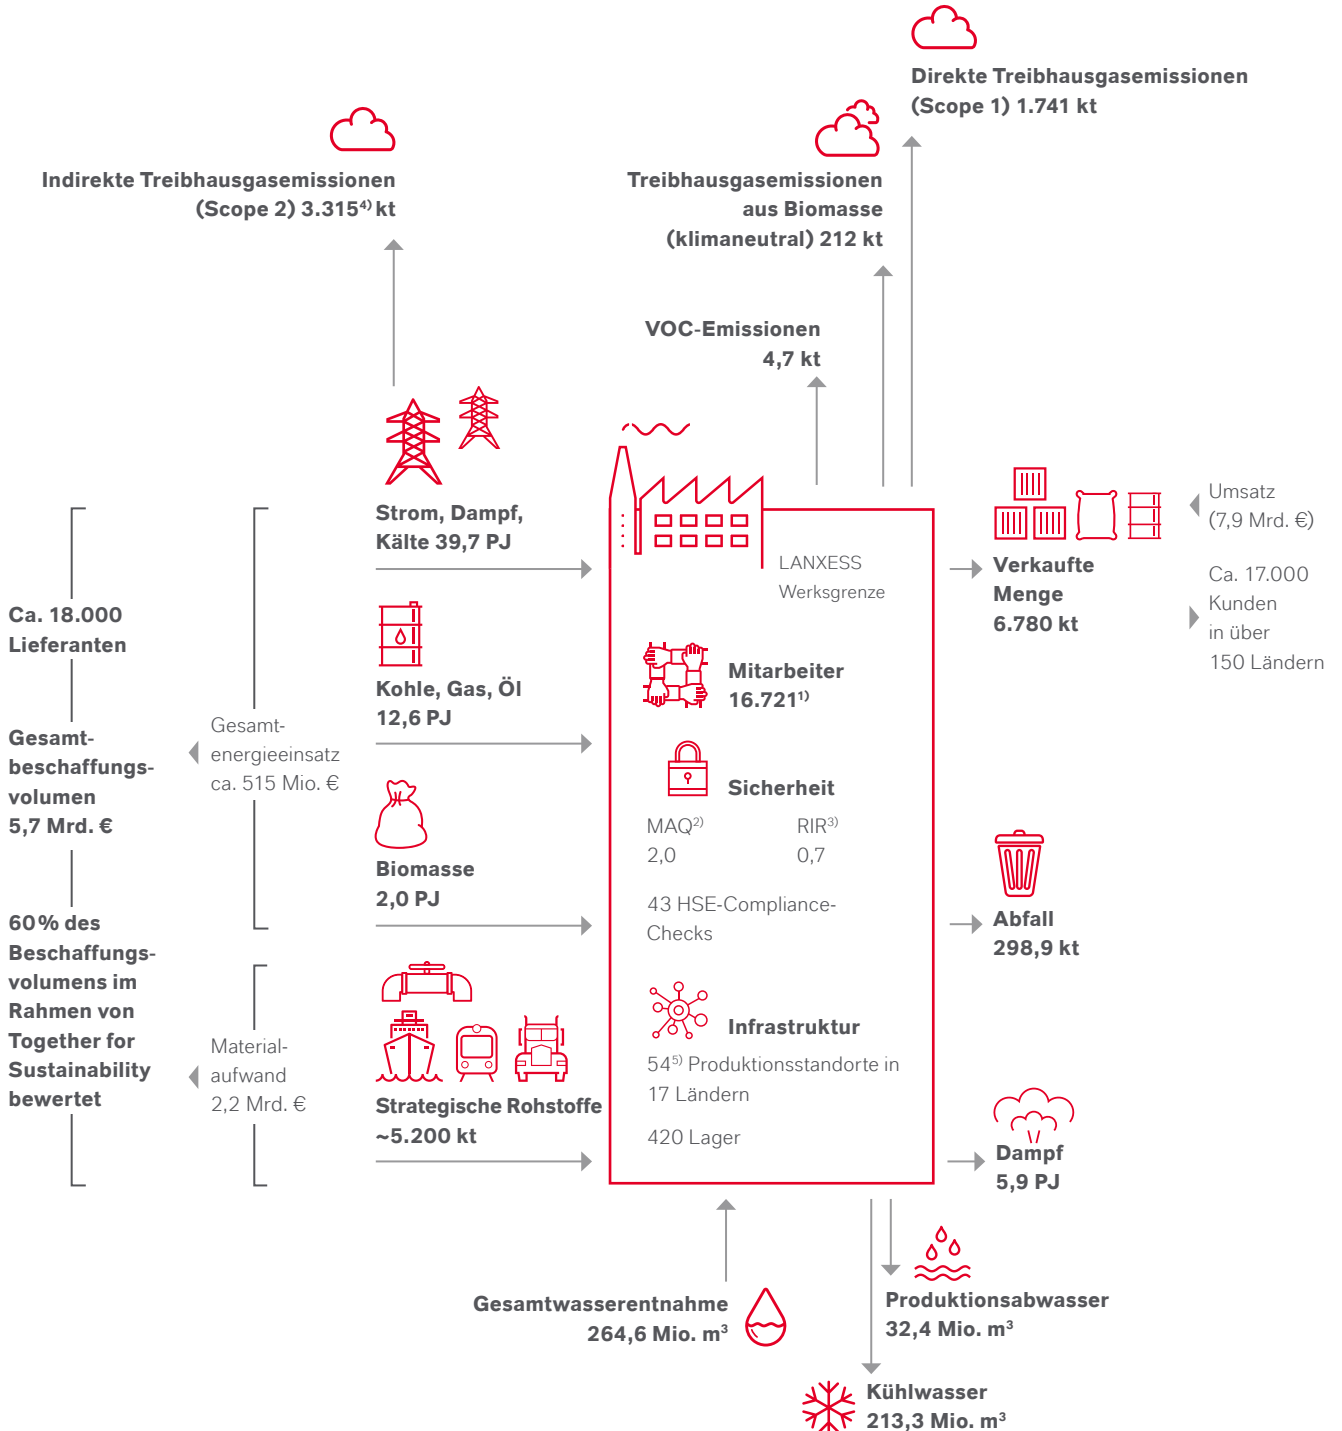 Direkte Treibhausgasemissionen
(Scope 1) 1.741 kt
Indirekte Treibhausgasemissionen
(Scope 2) 3.315⁴⁾ kt
Treibhausgasemissionen
aus Biomasse
(klimaneutral) 212 kt
VOC-Emissionen
4,7 kt
Ca. 18.000
Lieferanten
Gesamt-
beschaffungs-
volumen
5,7 Mrd. €
60% des
Beschaffungs-
volumens im
Rahmen von
Together for
Sustainability
bewertet
Gesamt-
energieeinsatz
ca. 515 Mio. €
Material-
aufwand
2,2 Mrd. €
Strom, Dampf,
Kälte 39,7 PJ
Kohle, Gas, Öl
12,6 PJ
Biomasse
2,0 PJ
Strategische Rohstoffe
~5.200 kt
LANXESS
Werksgrenze
Mitarbeiter
16.721¹⁾
Sicherheit
MAQ²⁾ RIR³⁾
2,0 0,7
43 HSE-Compliance-
Checks
Infrastruktur
54⁵⁾ Produktionsstandorte in
17 Ländern
420 Lager
Verkaufte
Menge
6.780 kt
Umsatz
(7,9 Mrd. €)
Ca. 17.000
Kunden
in über
150 Ländern
Abfall
298,9 kt
Dampf
5,9 PJ
Gesamtwasserentnahme
264,6 Mio. m³
Produktionsabwasser
32,4 Mio. m³
Kühlwasser
213,3 Mio. m³